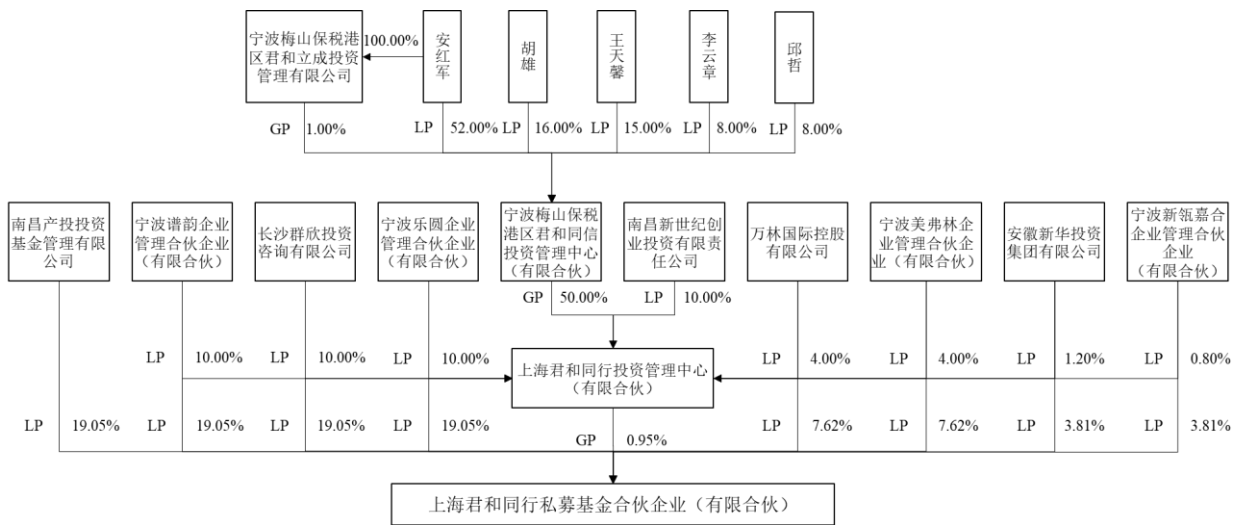 宁波梅山保税港
区君和立成投资
管理有限公司
100.00%
安红军
胡雄
王天馨
李云章
邱哲
GP 1.00%
LP 52.00%
LP 16.00%
LP 15.00%
LP 8.00%
LP 8.00%
南昌产投投资
基金管理有限
公司
宁波谱韵企业
管理合伙企业
（有限合伙）
长沙群欣投资
咨询有限公司
宁波乐圆企业
管理合伙企业
（有限合伙）
宁波梅山保税
港区君和同信
投资管理中心
（有限合伙）
南昌新世纪创
业投资有限责
任公司
万林国际控股
有限公司
宁波美弗林企
业管理合伙企
业（有限合伙）
安徽新华投资
集团有限公司
宁波新瓴嘉合
企业管理合伙
企业
（有限合伙）
GP 50.00%
LP 10.00%
LP 10.00%
LP 10.00%
LP 10.00%
上海君和同行投资管理中心
（有限合伙）
LP 4.00%
LP 4.00%
LP 1.20%
LP 0.80%
LP 19.05%
LP 19.05%
LP 19.05%
LP 19.05%
GP 0.95%
LP 7.62%
LP 7.62%
LP 3.81%
LP 3.81%
上海君和同行私募基金合伙企业（有限合伙）